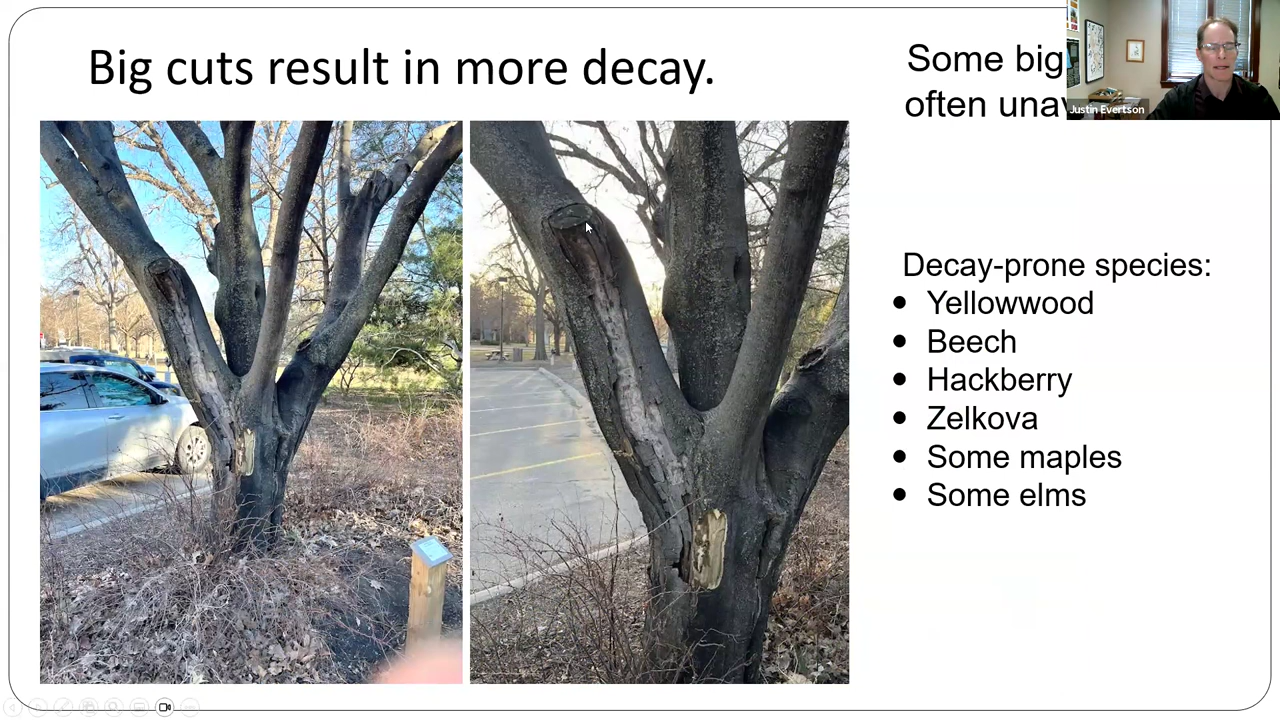 Big cuts result in more decay.
Some big
often
Justin Evertson
Decay-prone species:
• Yellowwood
• Beech
• Hackberry
• Zelkova
• Some maples
• Some elms